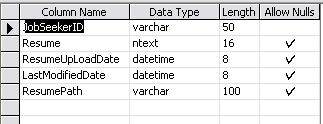 Column Name Data Type Length Allow Nulls
JobSeekerID varchar 50
Resume ntext 16 ✓
ResumeUpLoadDate datetime 8 ✓
LastModifiedDate datetime 8 ✓
ResumePath varchar 100 ✓